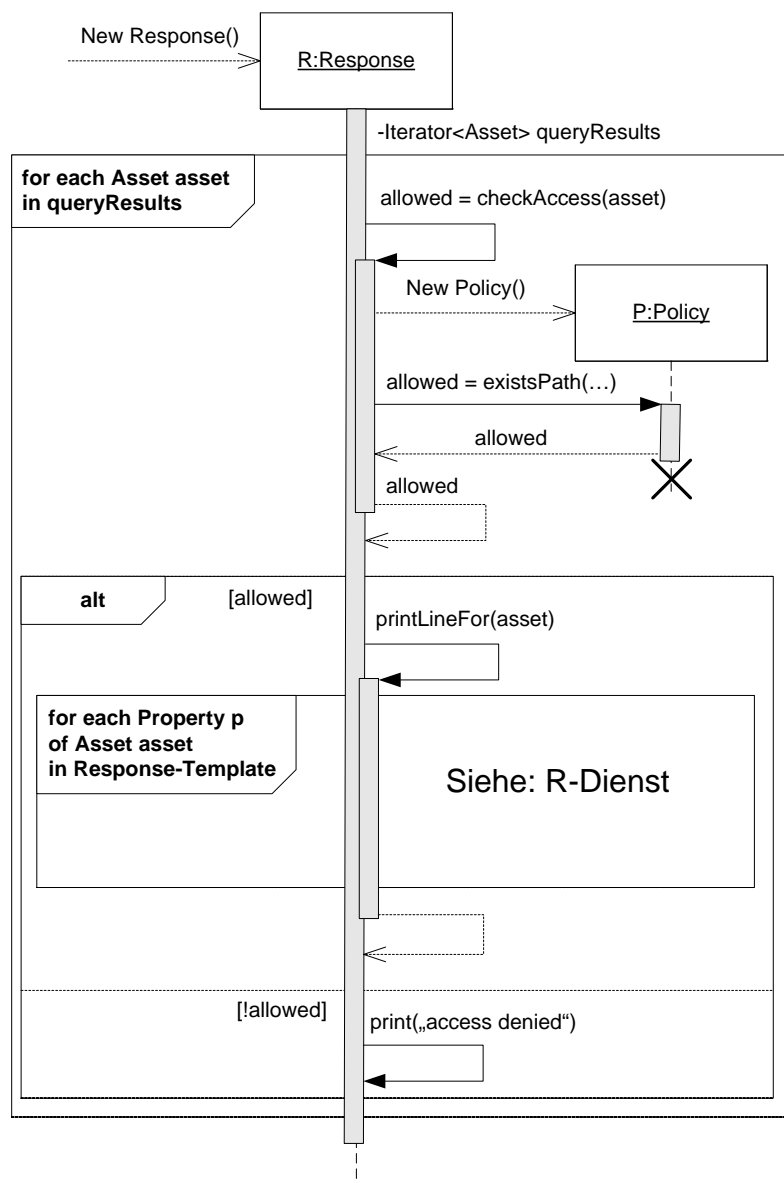 New Response()
R:Response
-Iterator<Asset> queryResults
for each Asset asset
in queryResults
allowed = checkAccess(asset)
New Policy()
P:Policy
allowed = existsPath(…)
allowed
allowed
alt
[allowed]
printLineFor(asset)
for each Property p
of Asset asset
in Response-Template
Siehe: R-Dienst
[!allowed]
print(„access denied“)